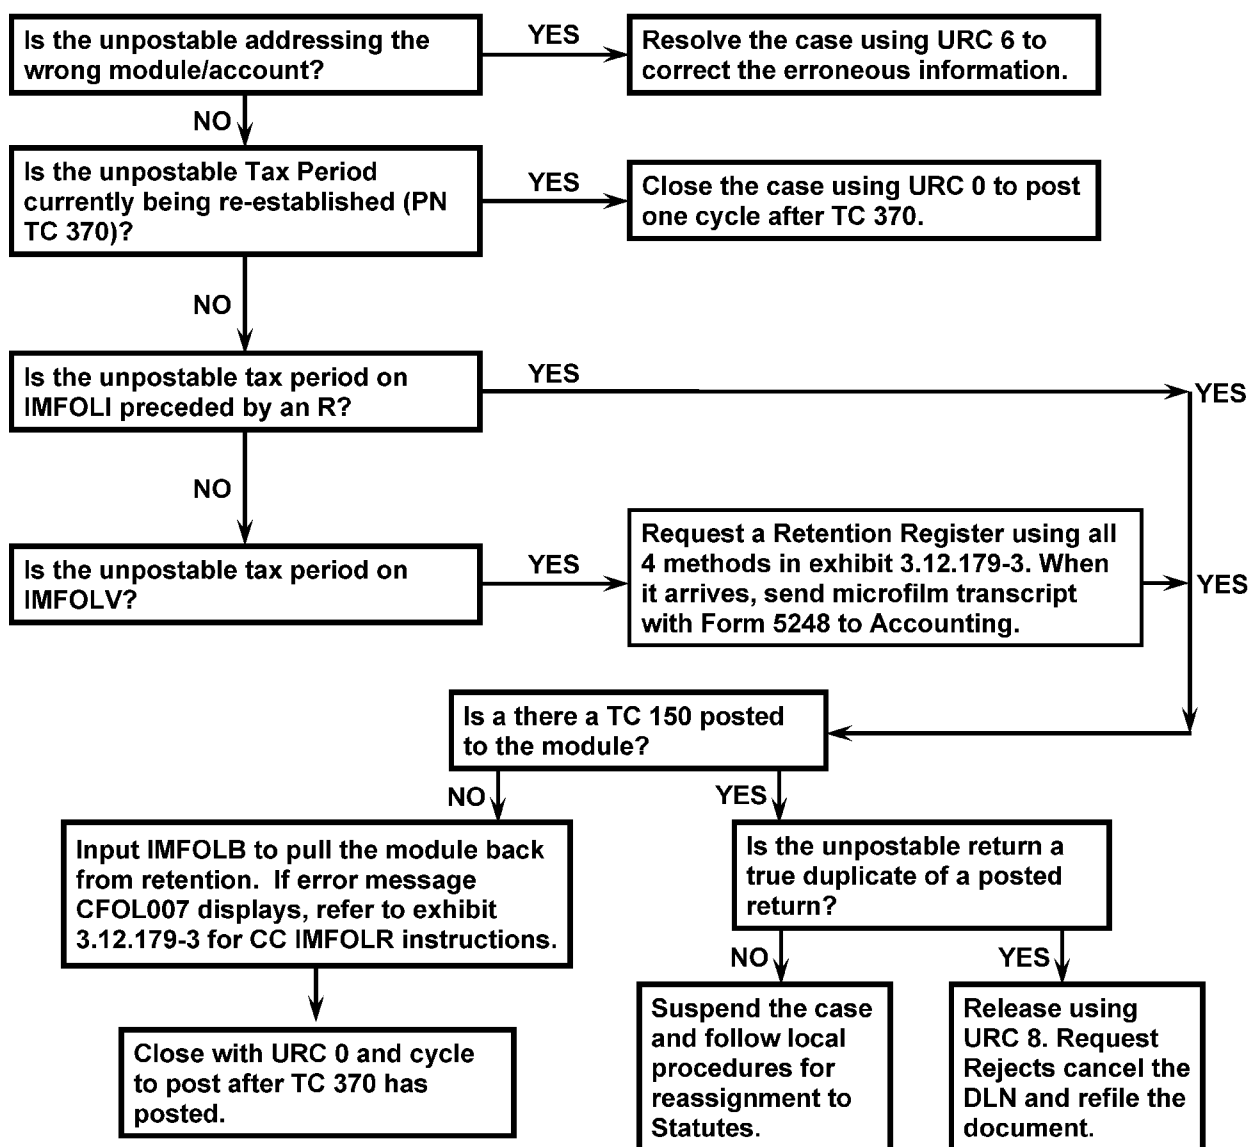 Is the unpostable addressing the
wrong module/account?
YES
Resolve the case using URC 6 to
correct the erroneous information.
NO
Is the unpostable Tax Period
currently being re-established (PN
TC 370)?
YES
Close the case using URC 0 to post
one cycle after TC 370.
NO
Is the unpostable tax period on
IMFOLI preceded by an R?
YES
YES
NO
Is the unpostable tax period on
IMFOLV?
YES
Request a Retention Register using all
4 methods in exhibit 3.12.179-3. When
it arrives, send microfilm transcript
with Form 5248 to Accounting.
YES
Is a there a TC 150 posted
to the module?
NO
YES
Input IMFOLB to pull the module back
from retention.  If error message
CFOL007 displays, refer to exhibit
3.12.179-3 for CC IMFOLR instructions.
Is the unpostable return a
true duplicate of a posted
return?
NO
YES
Close with URC 0 and cycle
to post after TC 370 has
posted.
Suspend the case
and follow local
procedures for
reassignment to
Statutes.
Release using
URC 8. Request
Rejects cancel the
DLN and refile the
document.